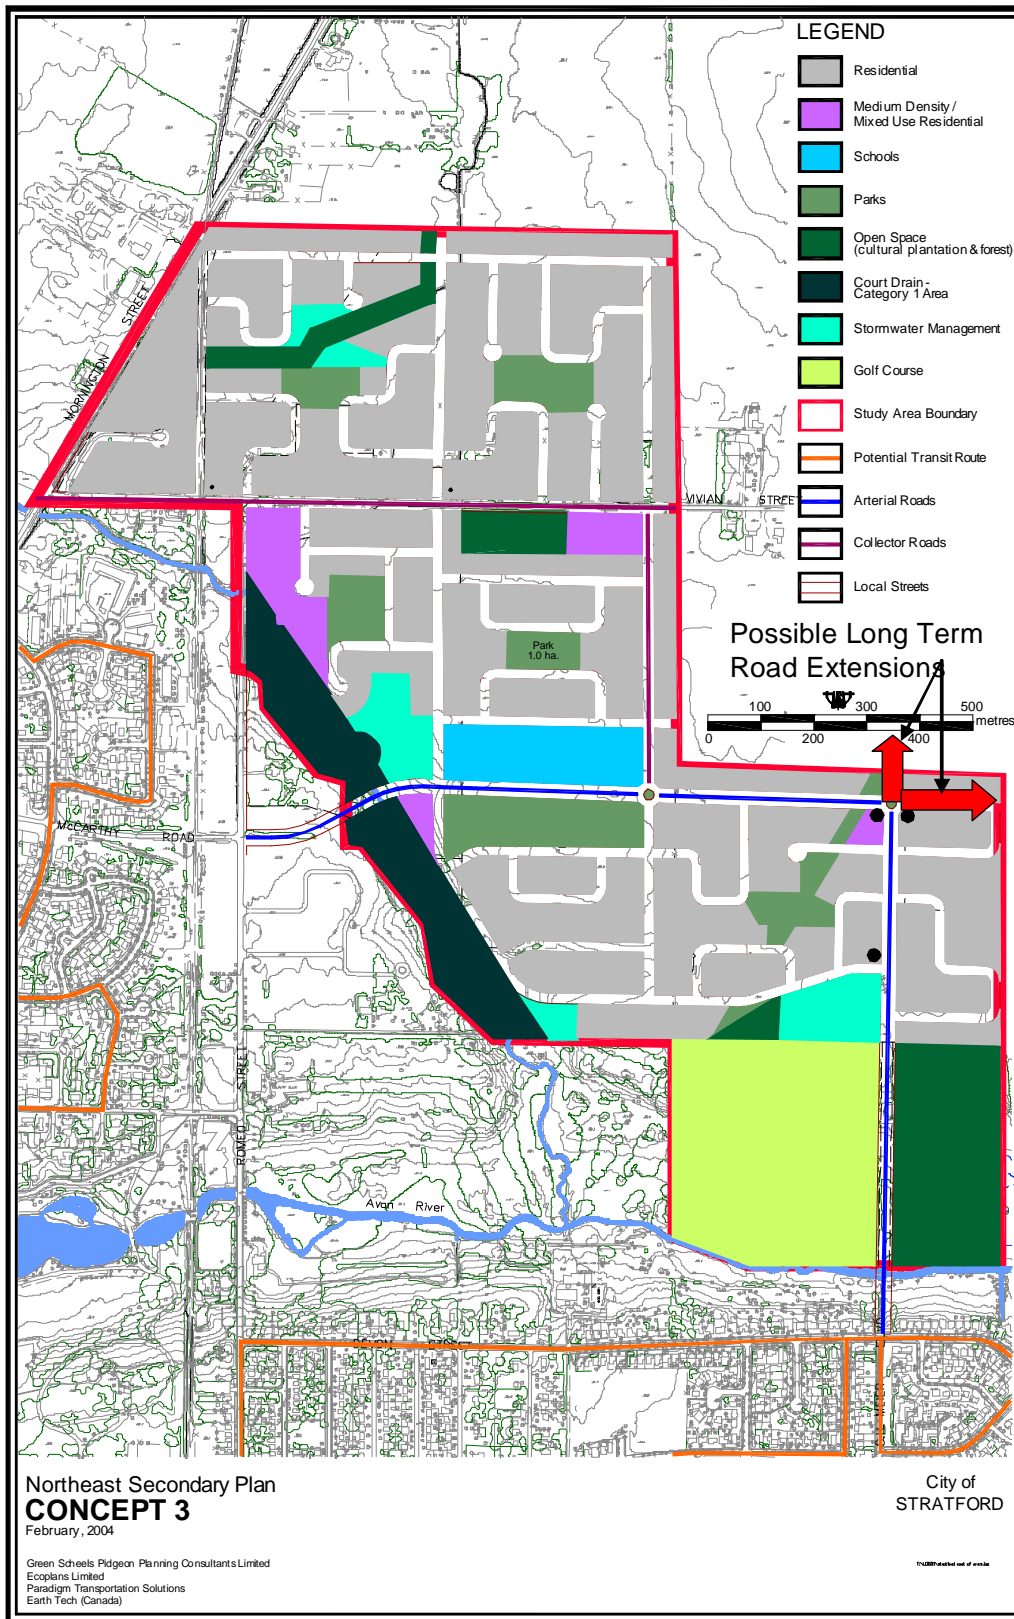 LEGEND
Residential
Medium Density /
Mixed Use Residential
Schools
Parks
Open Space
(cultural plantation & forest)
Court Drain -
Category 1 Area
Stormwater Management
Golf Course
Study Area Boundary
Potential Transit Route
Arterial Roads
Collector Roads
Local Streets
Possible Long Term
Road Extensions
100 300 500
metres
0 200 400
MORNINGTON STREET
VIVIAN STREET
Park
1.0 ha.
McCARTHY ROAD
ROMEO STREET
Avon River
DEVON STREET
Northeast Secondary Plan
CONCEPT 3
February, 2004
City of
STRATFORD
Green Scheels Pidgeon Planning Consultants Limited
Ecoplans Limited
Paradigm Transportation Solutions
Earth Tech (Canada)